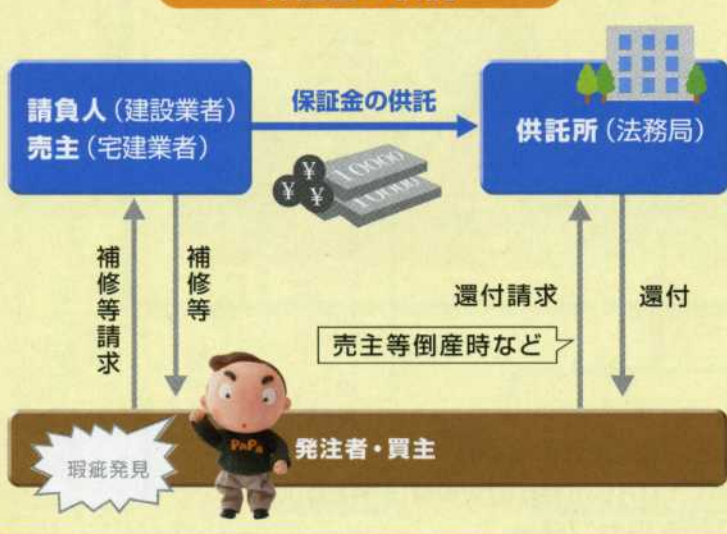 請負人（建設業者）
売主（宅建業者）
保証金の供託
供託所（法務局）
¥
¥
¥
10000
10000
補修等請求
補修等
還付請求
還付
売主等倒産時など
PAPA
発注者・買主
瑕疵発見